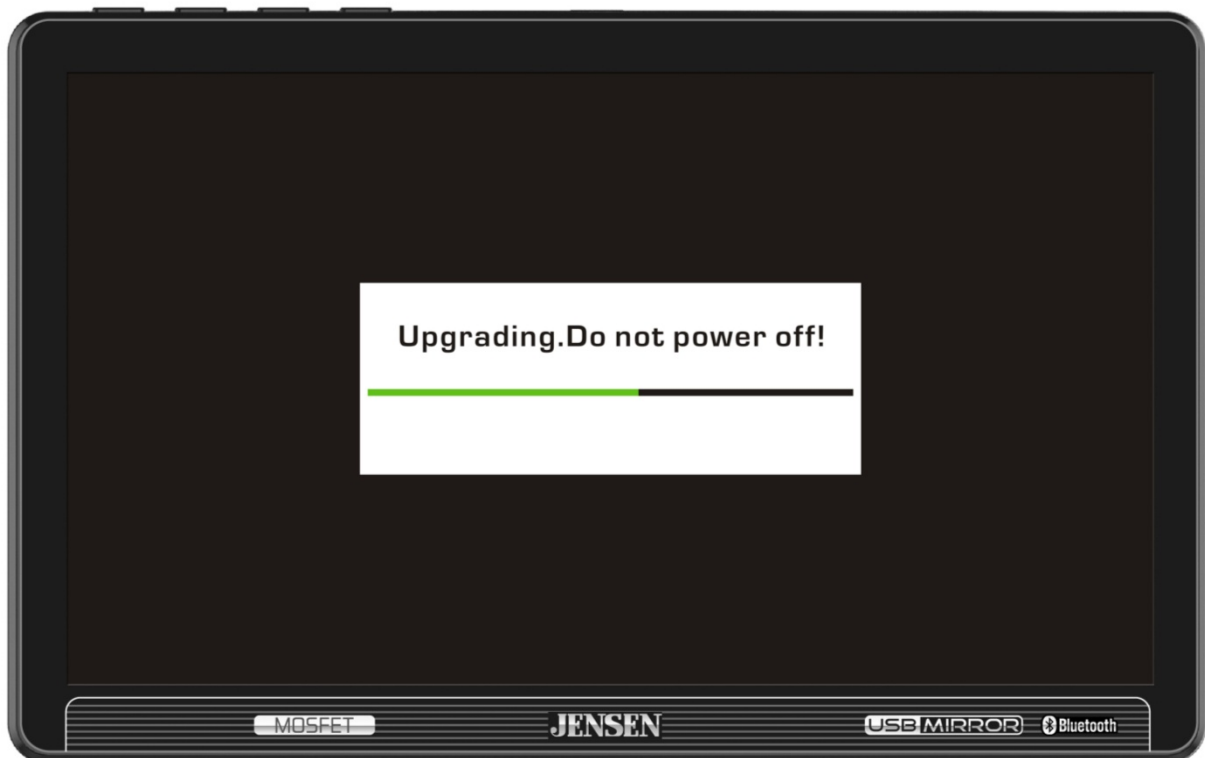 Upgrading.Do not power off!
MOSFET
JENSEN
USB MIRROR
Bluetooth